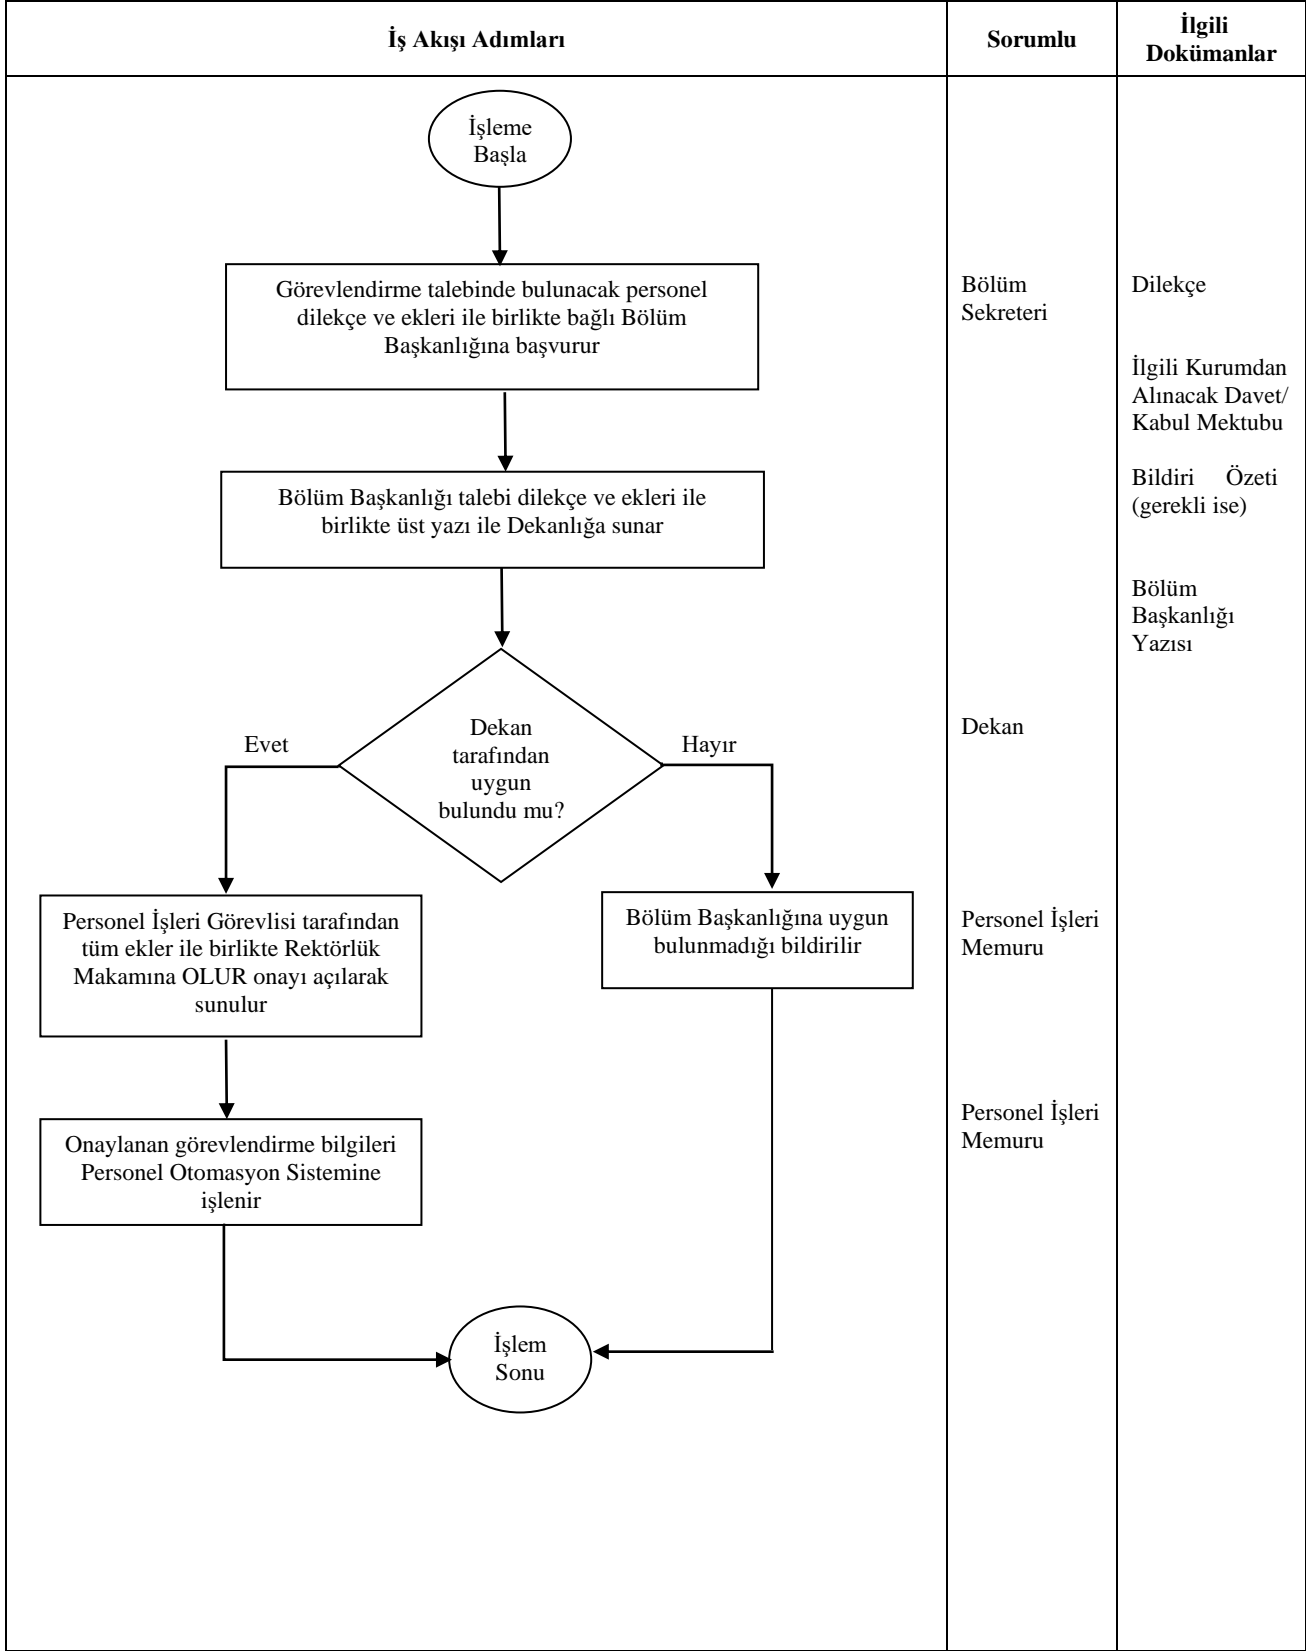 İş Akışı Adımları
Sorumlu
İlgili
Dokümanlar
İşleme
Başla
Görevlendirme talebinde bulunacak personel
dilekçe ve ekleri ile birlikte bağlı Bölüm
Başkanlığına başvurur
Bölüm
Sekreteri
Dilekçe
İlgili Kurumdan
Alınacak Davet/
Kabul Mektubu
Bölüm Başkanlığı talebi dilekçe ve ekleri ile
birlikte üst yazı ile Dekanlığa sunar
Bildiri Özeti
(gerekli ise)
Bölüm
Başkanlığı
Yazısı
Dekan
tarafından
uygun
bulundu mu?
Evet
Hayır
Dekan
Personel İşleri Görevlisi tarafından
tüm ekler ile birlikte Rektörlük
Makamına OLUR onayı açılarak
sunulur
Bölüm Başkanlığına uygun
bulunmadığı bildirilir
Personel İşleri
Memuru
Onaylanan görevlendirme bilgileri
Personel Otomasyon Sistemine
işlenir
Personel İşleri
Memuru
İşlem
Sonu